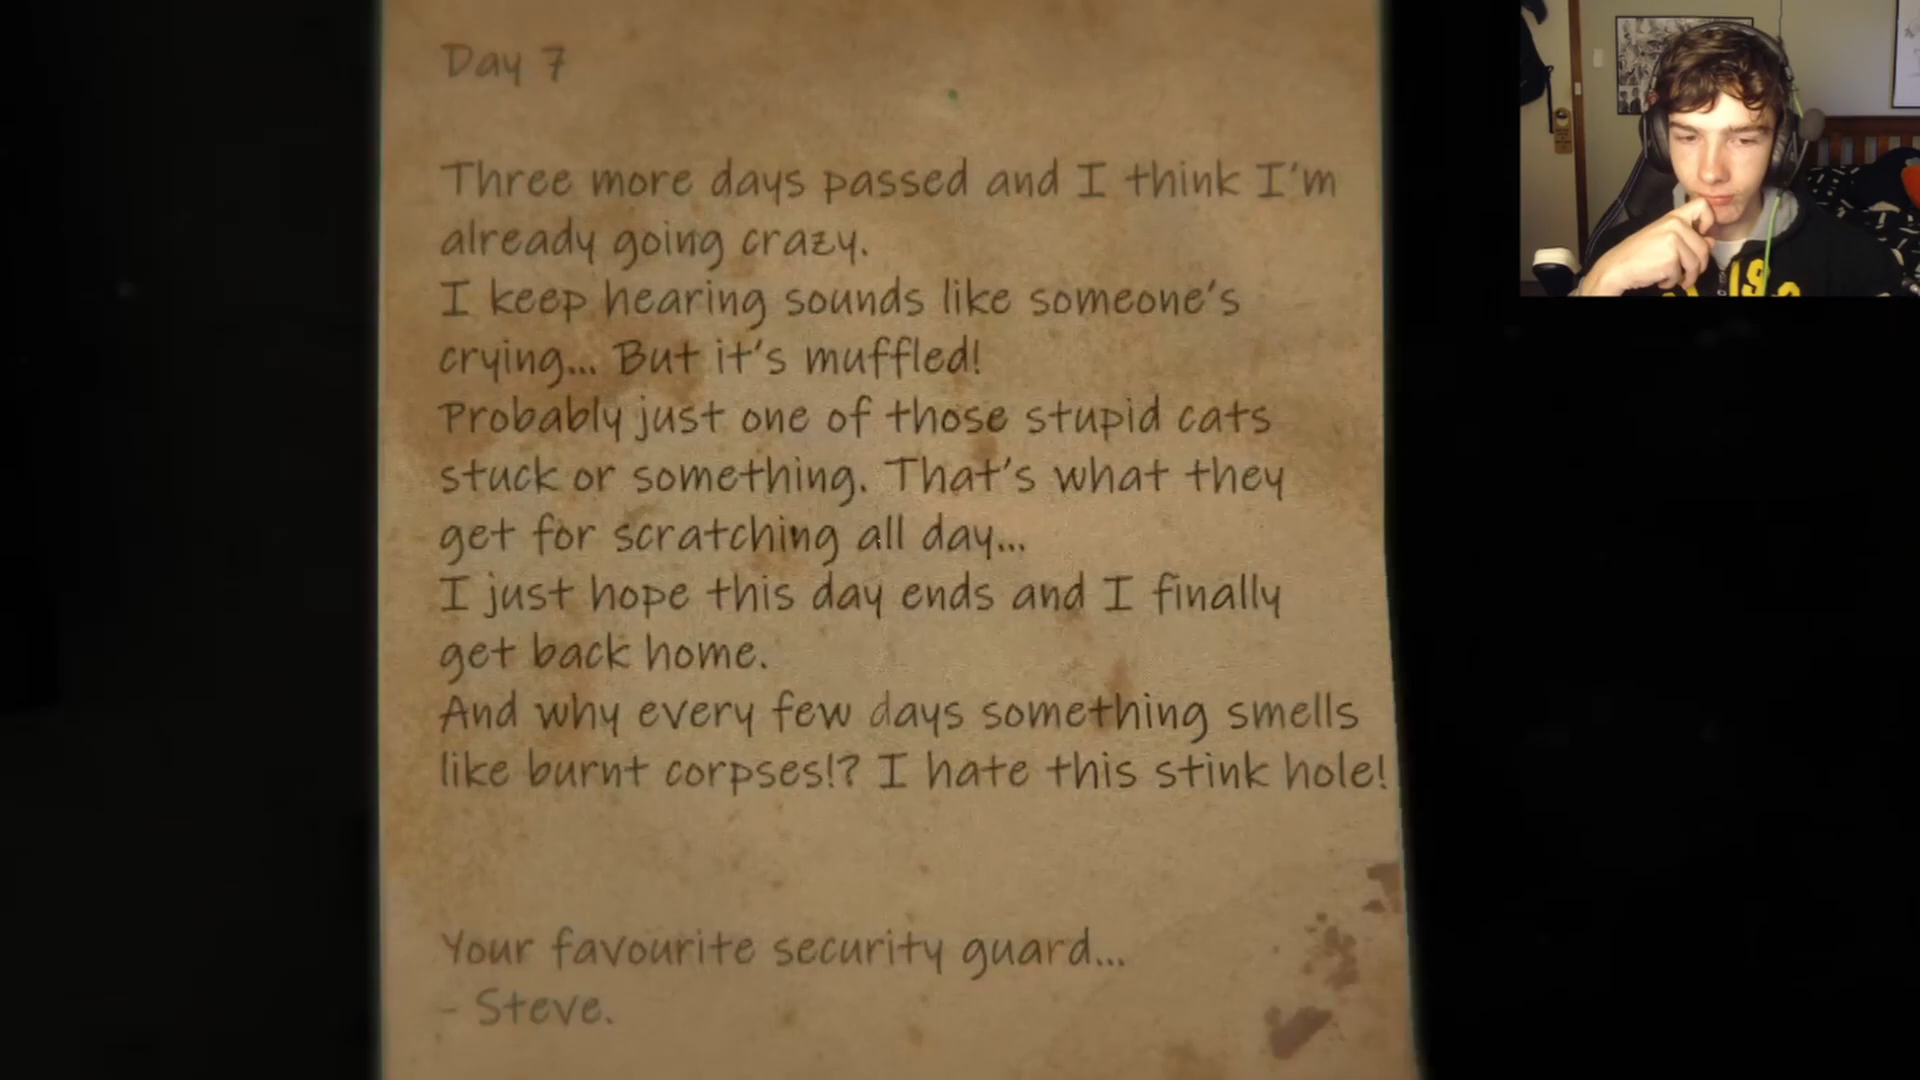 Day 7
Three more days passed and I think I'm
already going crazy.
I keep hearing sounds like someone's
crying... But it's muffled!
Probably just one of those stupid cats
stuck or something. That's what they
get for scratching all day...
I just hope this day ends and I finally
get back home.
And why every few days something smells
like burnt corpses!? I hate this stink hole!
Your favourite security guard...
- Steve.